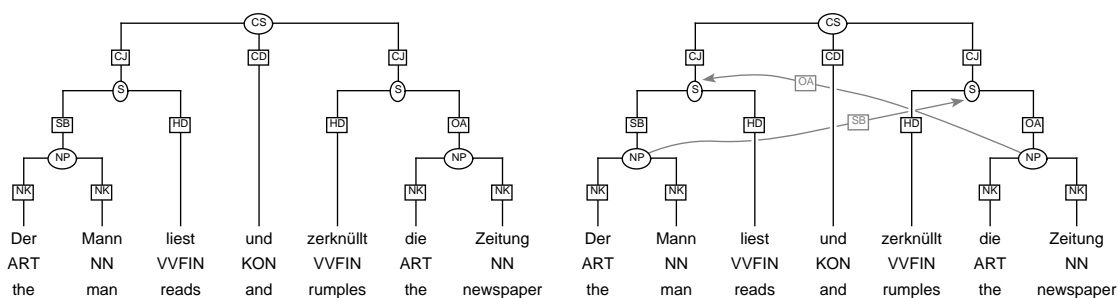 CS CS
CJ CD CJ CJ CD CJ
OA
S S S S
SB HD HD OA SB HD SB HD OA
NP NP NP NP
NK NK NK NK NK NK NK NK
Der Mann liest und zerknüllt die Zeitung Der Mann liest und zerknüllt die Zeitung
ART NN VVFIN KON VVFIN ART NN ART NN VVFIN KON VVFIN ART NN
the man reads and rumples the newspaper the man reads and rumples the newspaper